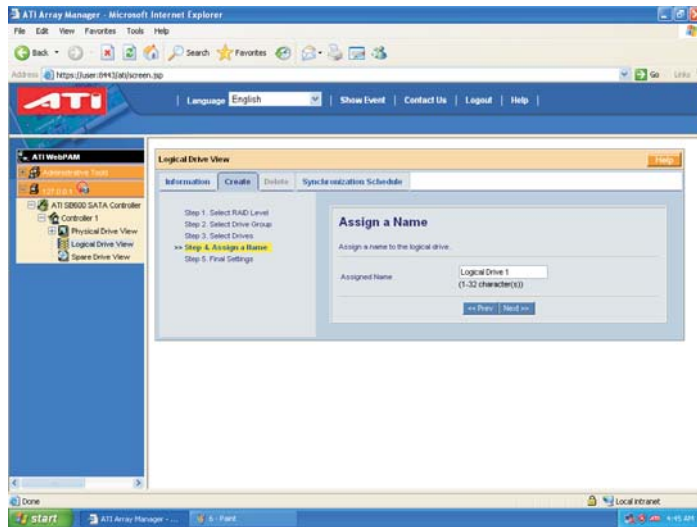 ATI Array Manager - Microsoft Internet Explorer
File Edit View Favorites Tools Help
Back Search Favorites
Address https://user:8443/ati/screen.jsp Go Links
ATI | Language English | Show Event | Contact Us | Logout | Help |
ATI WebPAM
Administrative Tools
127.0.0.1
ATI SB600 SATA Controller
Controller 1
Physical Drive View
Logical Drive View
Spare Drive View
Logical Drive View Help
Information Create Delete Synchronization Schedule
Step 1. Select RAID Level
Step 2. Select Drive Group
Step 3. Select Drives
>> Step 4. Assign a Name
Step 5. Final Settings
Assign a Name
Assign a name to the logical drive.
Assigned Name Logical Drive 1
(1-32 character(s))
<< Prev Next >>
Done Local intranet
start ATI Array Manager - ... 6 - Paint 4:45 AM